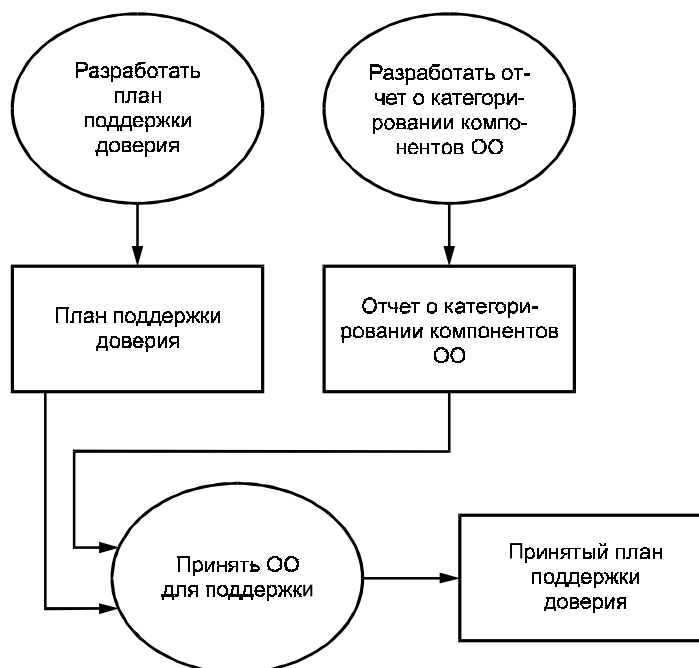 Разработать
план
поддержки
доверия
Разработать от-
чет о категори-
ровании компо-
нентов ОО
План поддержки
доверия
Отчет о категори-
ровании компонентов
ОО
Принять ОО
для поддержки
Принятый план
поддержки
доверия